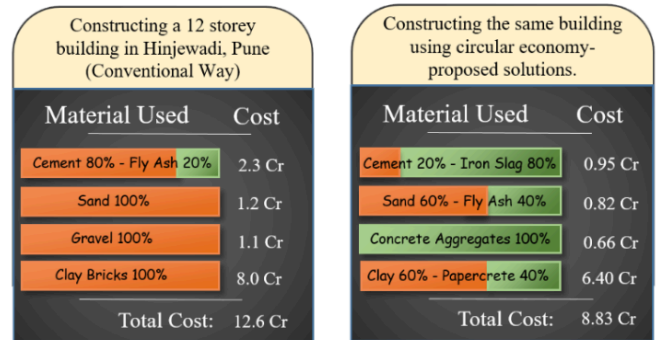 Constructing a 12 storey
building in Hinjewadi, Pune
(Conventional Way)
Material Used Cost
Cement 80% - Fly Ash 20% 2.3 Cr
Sand 100% 1.2 Cr
Gravel 100% 1.1 Cr
Clay Bricks 100% 8.0 Cr
Total Cost: 12.6 Cr
Constructing the same building
using circular economy-
proposed solutions.
Material Used Cost
Cement 20% - Iron Slag 80% 0.95 Cr
Sand 60% - Fly Ash 40% 0.82 Cr
Concrete Aggregates 100% 0.66 Cr
Clay 60% - Papercrete 40% 6.40 Cr
Total Cost: 8.83 Cr